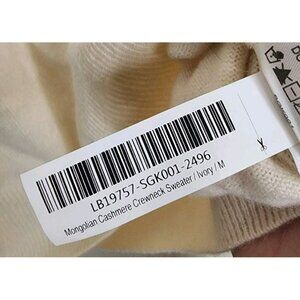 LB19757-SGK001-2496
Mongolian Cashmere Crewneck Sweater / Ivory / M